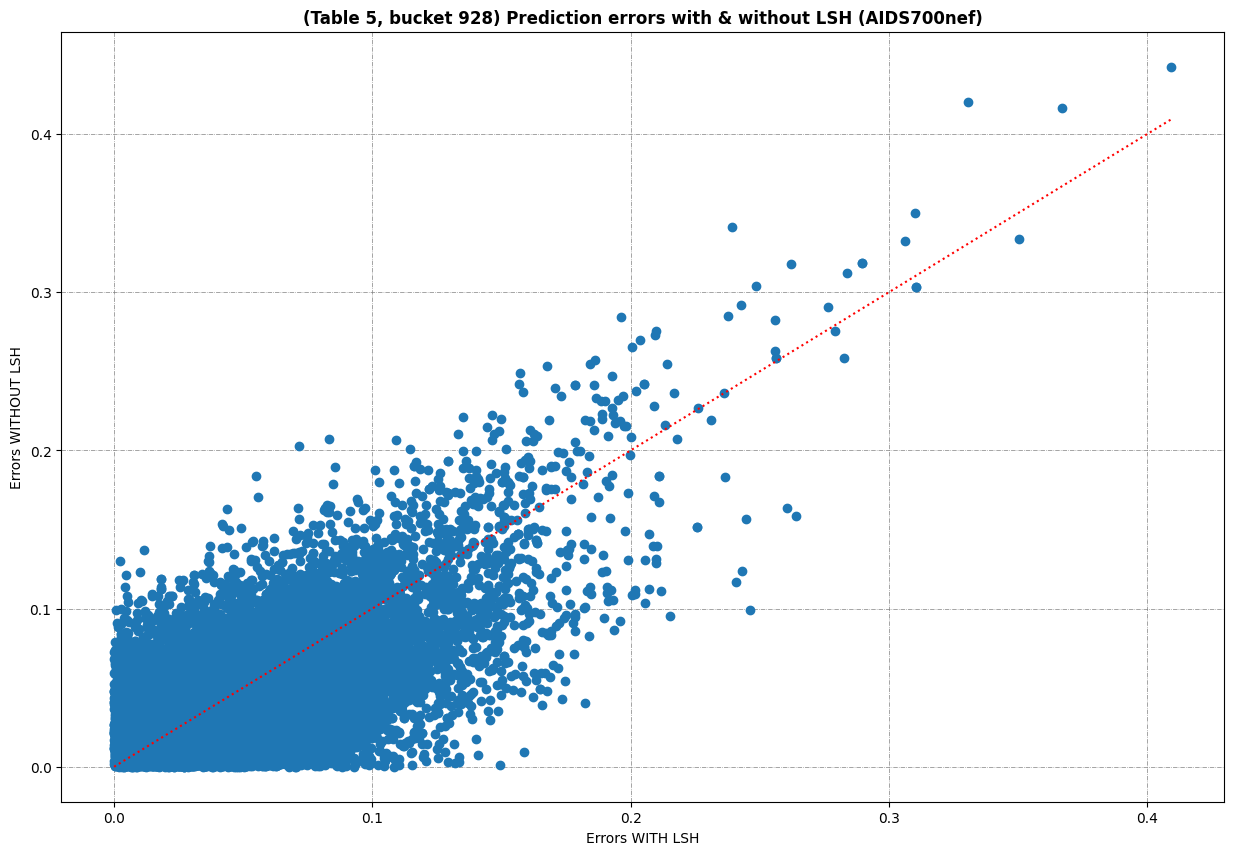 (Table 5, bucket 928) Prediction errors with & without LSH (AIDS700nef)
Errors WITHOUT LSH
0.4
0.3
0.2
0.1
0.0
0.0 0.1 0.2 0.3 0.4
Errors WITH LSH